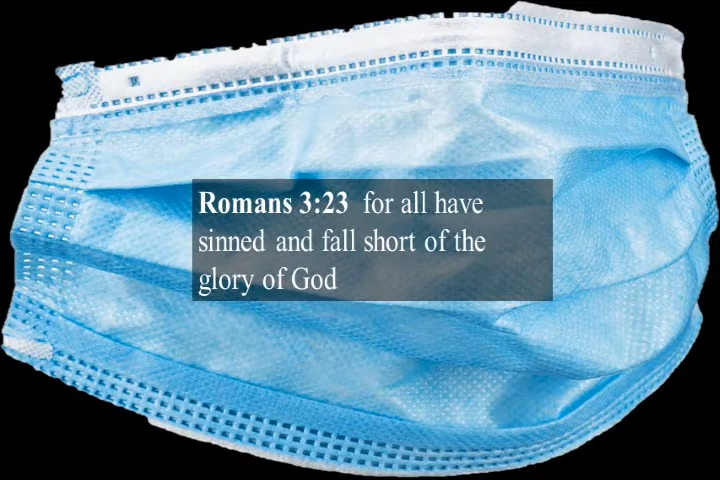 Romans 3:23 for all have
sinned and fall short of the
glory of God